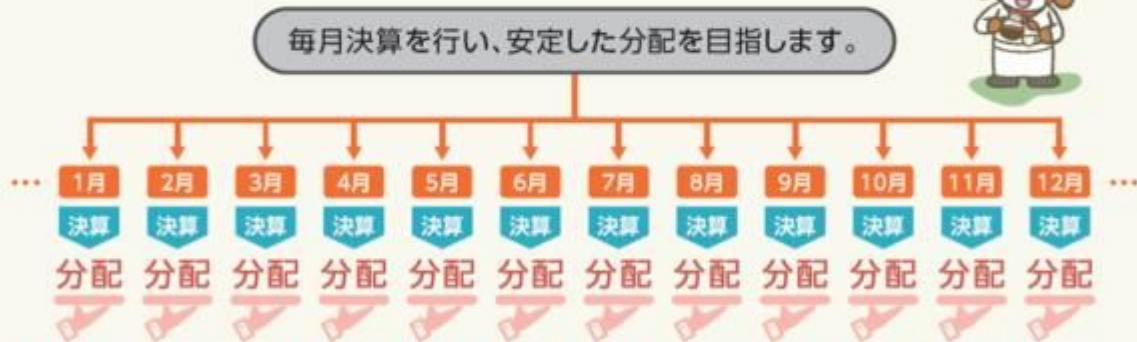 毎月決算を行い、安定した分配を目指します。
… 1月 2月 3月 4月 5月 6月 7月 8月 9月 10月 11月 12月 …
決算 決算 決算 決算 決算 決算 決算 決算 決算 決算 決算 決算
分配 分配 分配 分配 分配 分配 分配 分配 分配 分配 分配 分配